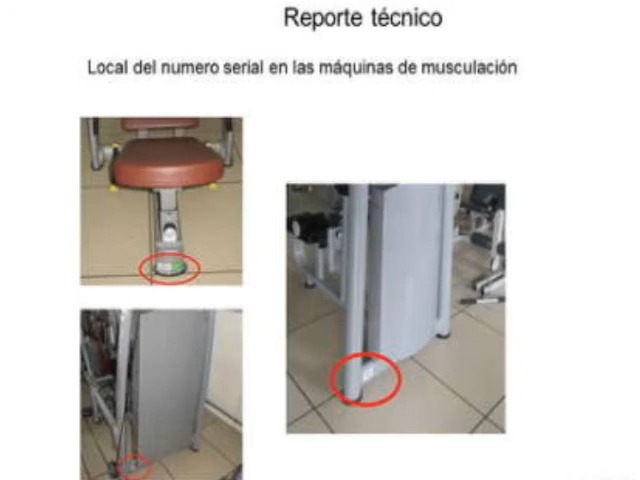 Reporte técnico
Local del numero serial en las máquinas de musculación